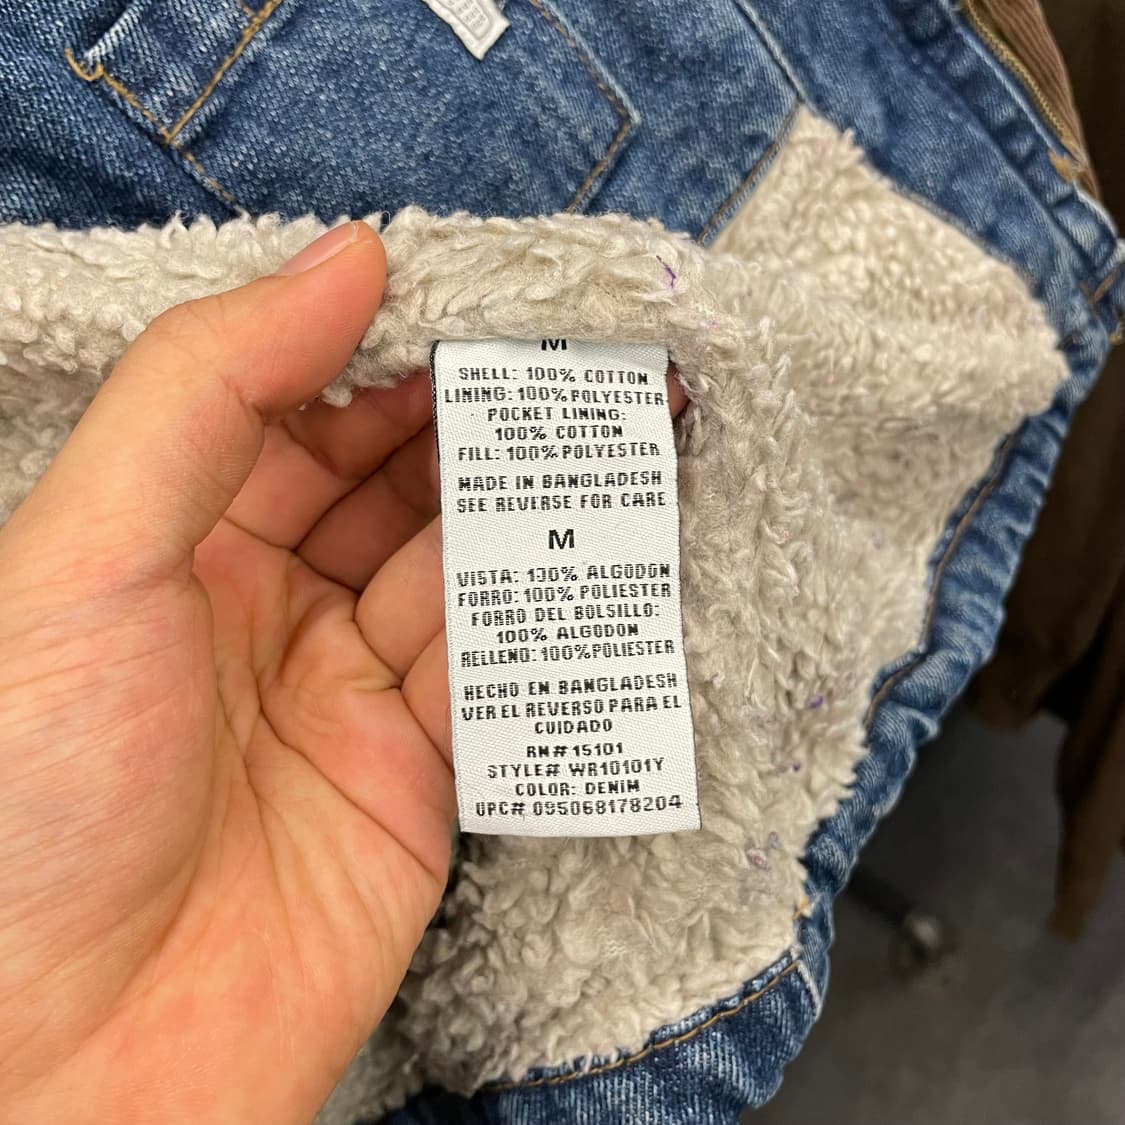 M
SHELL: 100% COTTON
LINING: 100% POLYESTER
POCKET LINING:
100% COTTON
FILL: 100% POLYESTER
MADE IN BANGLADESH
SEE REVERSE FOR CARE
M
VISTA: 100% ALGODON
FORRO: 100% POLIESTER
FORRO DEL BOLSILLO:
100% ALGODON
RELLENO: 100% POLIESTER
HECHO EN BANGLADESH
VER EL REVERSO PARA EL
CUIDADO
RN# 15101
STYLE# WR10101Y
COLOR: DENIM
UPC# 095068178204